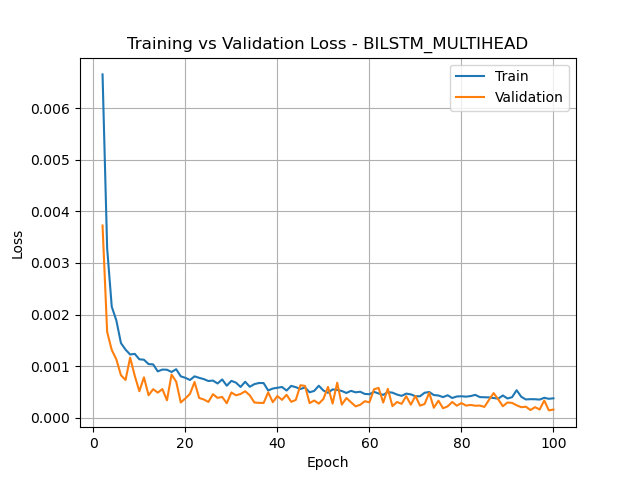 Training vs Validation Loss - BILSTM_MULTIHEAD
Train
Validation
0.006
0.005
0.004
0.003
0.002
0.001
0.000
Loss
0 20 40 60 80 100
Epoch